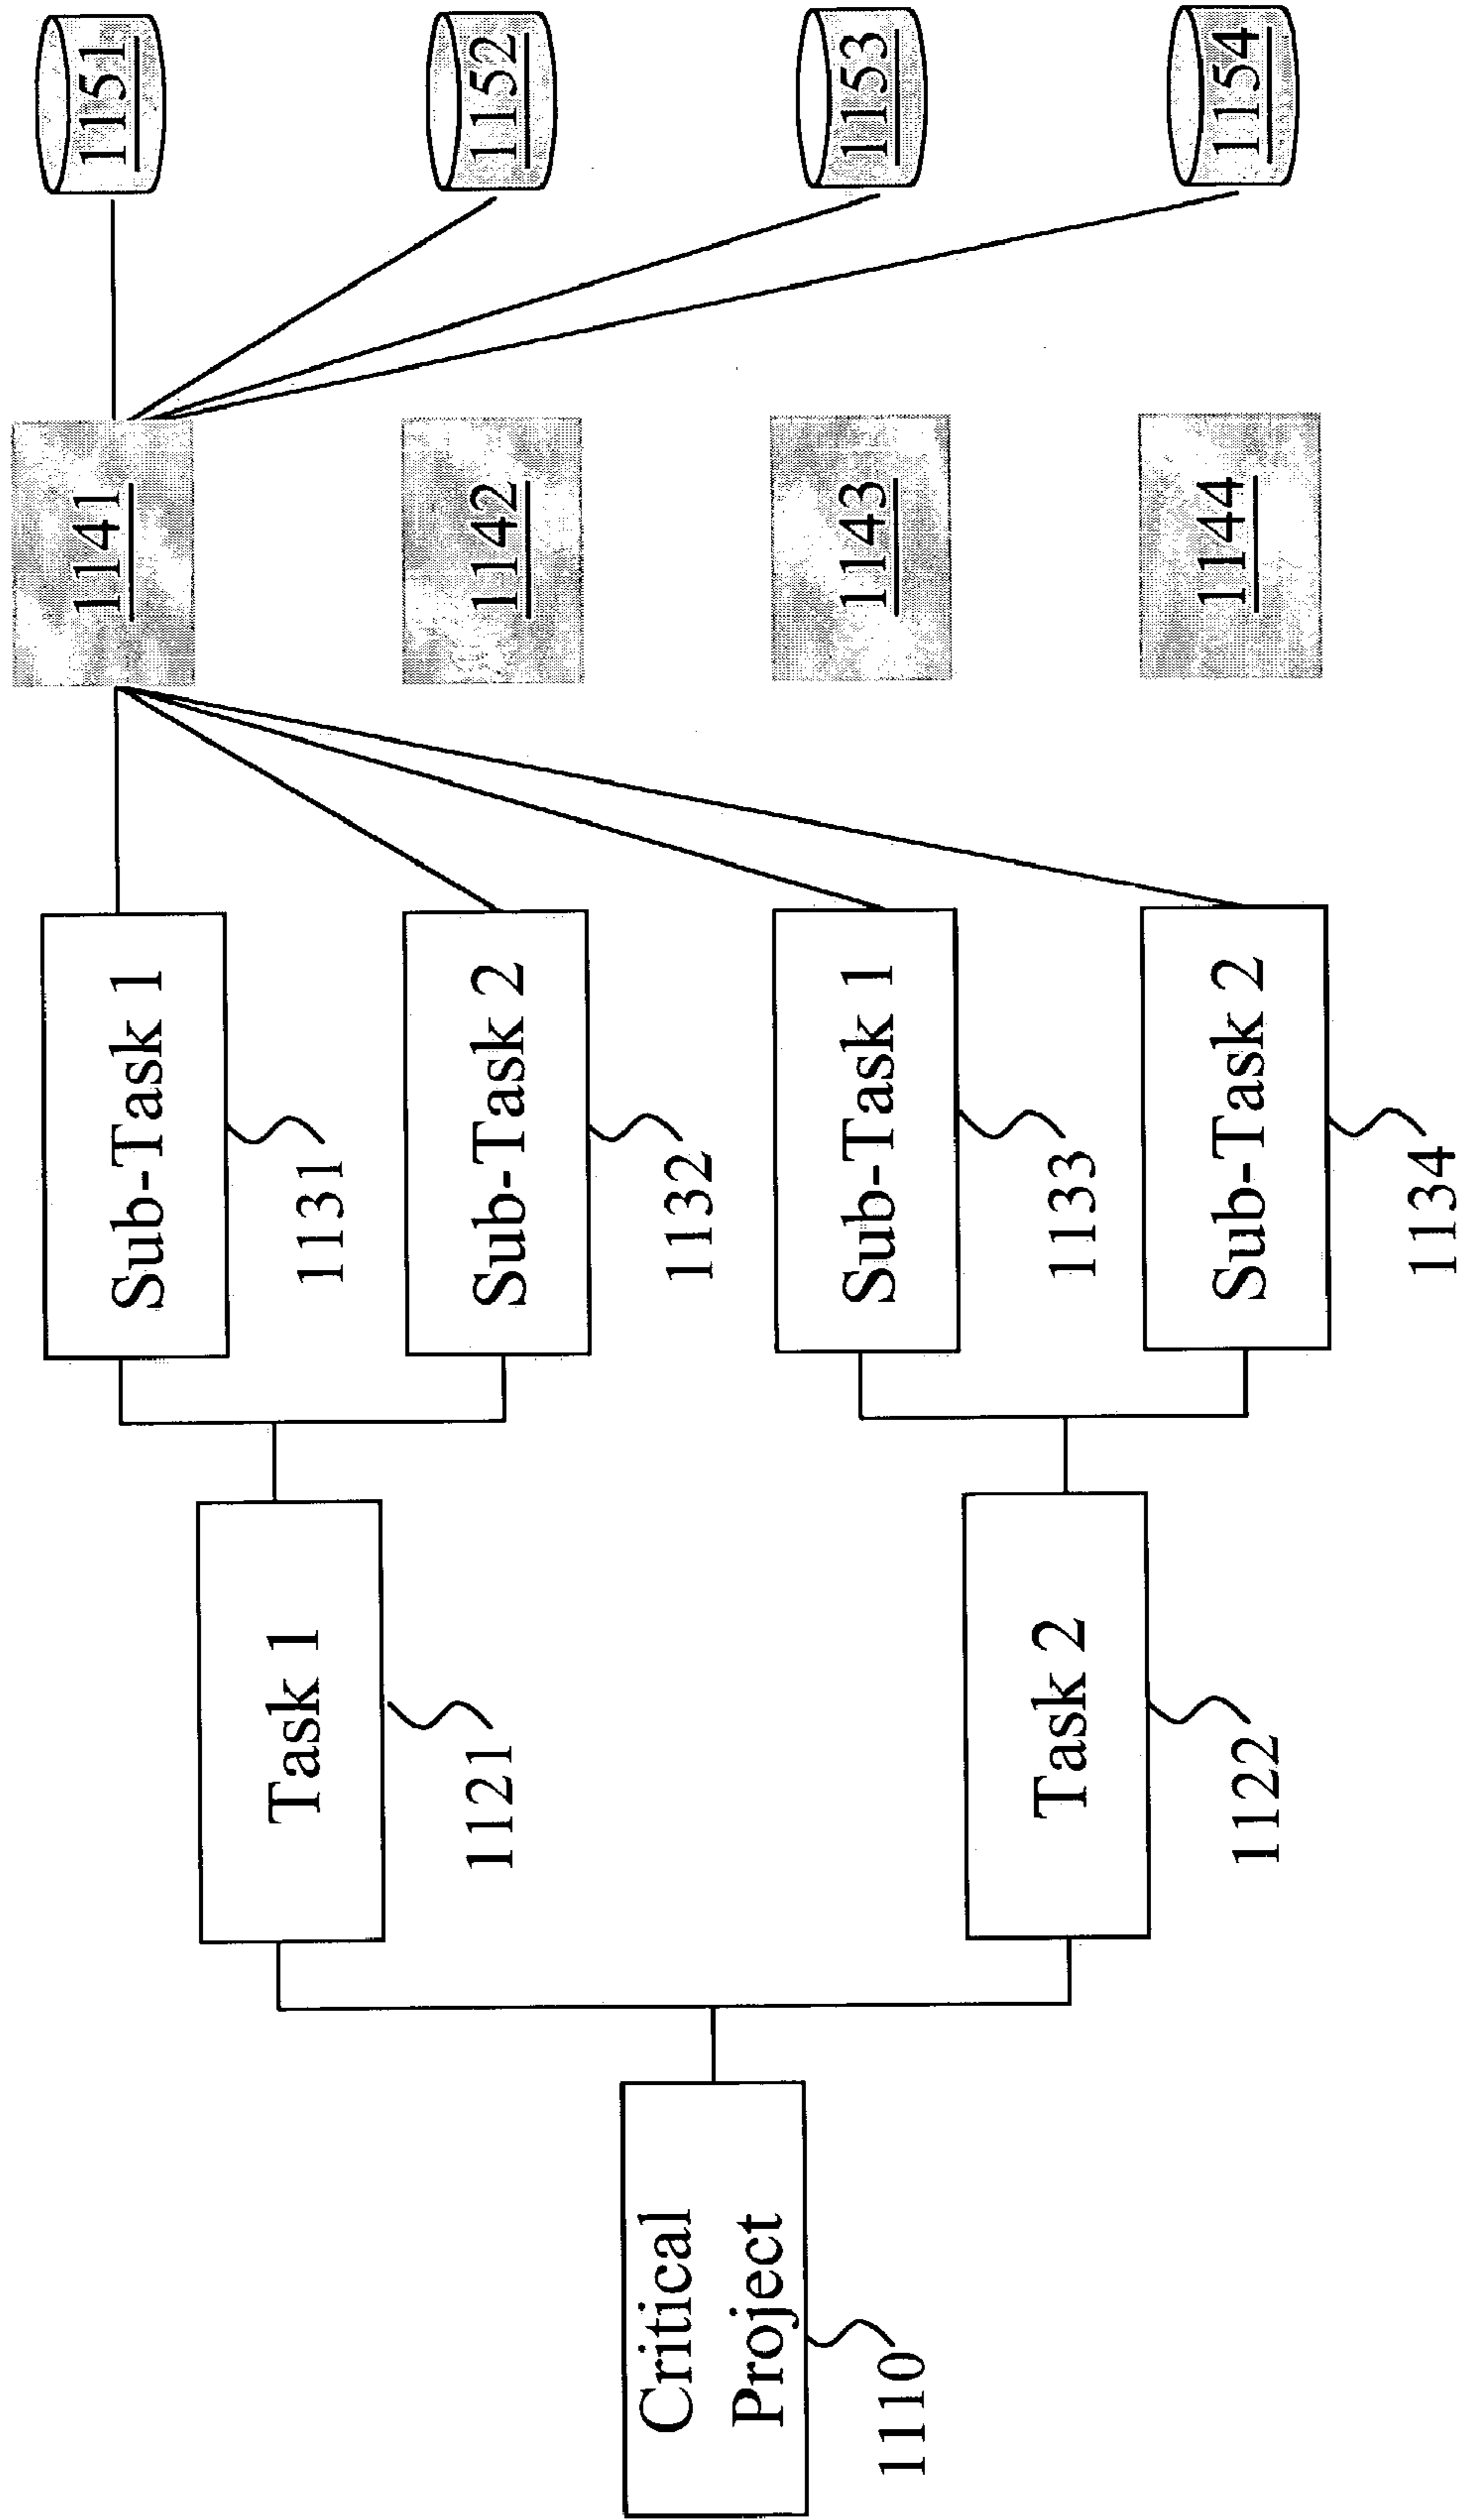 Critical
Project
1110
Task 1
1121
Task 2
1122
Sub-Task 1
1131
Sub-Task 2
1132
Sub-Task 1
1133
Sub-Task 2
1134
1141
1142
1143
1144
1151
1152
1153
1154